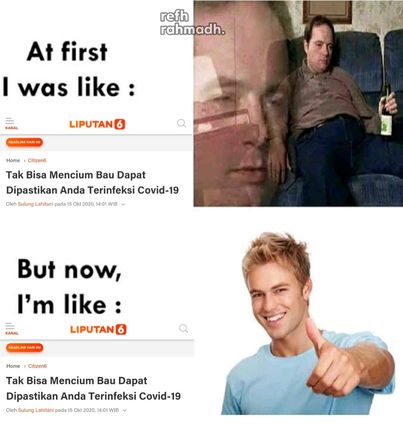 refh
rahmadh.
At first
I was like :
KANAL
LIPUTAN 6
HEADLINE HARI INI
Home > Citizen6
Tak Bisa Mencium Bau Dapat
Dipastikan Anda Terinfeksi Covid-19
Oleh Sulung Lahitani pada 15 Okt 2020, 14:01 WIB
But now,
I'm like :
KANAL
LIPUTAN 6
HEADLINE HARI INI
Home > Citizen6
Tak Bisa Mencium Bau Dapat
Dipastikan Anda Terinfeksi Covid-19
Oleh Sulung Lahitani pada 15 Okt 2020, 14:01 WIB